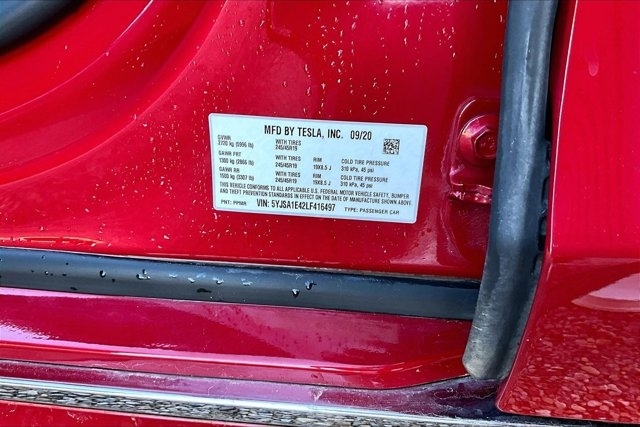 MFD BY TESLA, INC. 09/20
GVWR
2720 kg (5996 lb)
WITH TIRES
245/45R19
GAWR FRT
1300 kg (2866 lb)
WITH TIRES
245/45R19
RIM
19X8.5 J
COLD TIRE PRESSURE
310 kPa, 45 psi
GAWR RR
1500 kg (3307 lb)
WITH TIRES
245/45R19
RIM
19X8.5 J
COLD TIRE PRESSURE
310 kPa, 45 psi
THIS VEHICLE CONFORMS TO ALL APPLICABLE U.S. FEDERAL MOTOR VEHICLE SAFETY, BUMPER
AND THEFT PREVENTION STANDARDS IN EFFECT ON THE DATE OF MANUFACTURE SHOWN ABOVE.
PNT: PPMR VIN: 5YJSA1E42LF416497 TYPE: PASSENGER CAR